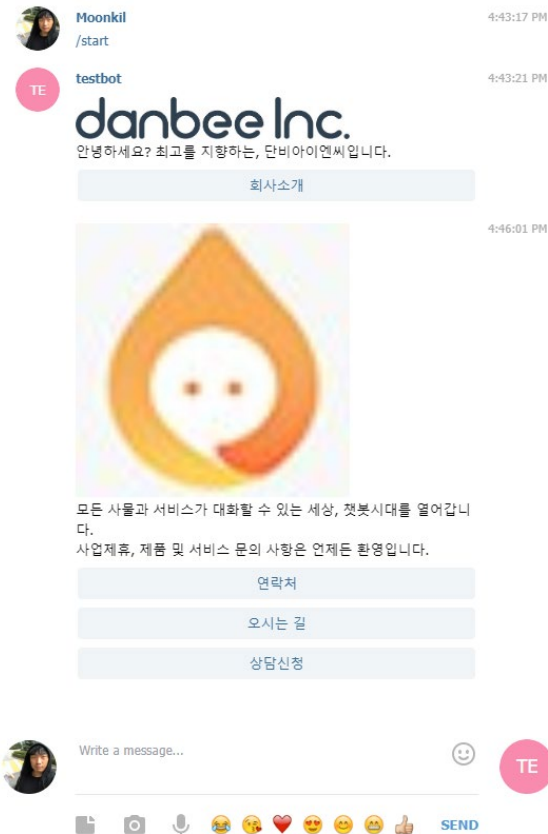 Moonkil
4:43:17 PM
/start
TE
testbot
4:43:21 PM
danbee Inc.
안녕하세요? 최고를 지향하는, 단비아이엔씨입니다.
회사소개
4:46:01 PM
모든 사물과 서비스가 대화할 수 있는 세상, 챗봇시대를 열어갑니
다.
사업제휴, 제품 및 서비스 문의 사항은 언제든 환영입니다.
연락처
오시는 길
상담신청
Write a message...
TE
SEND